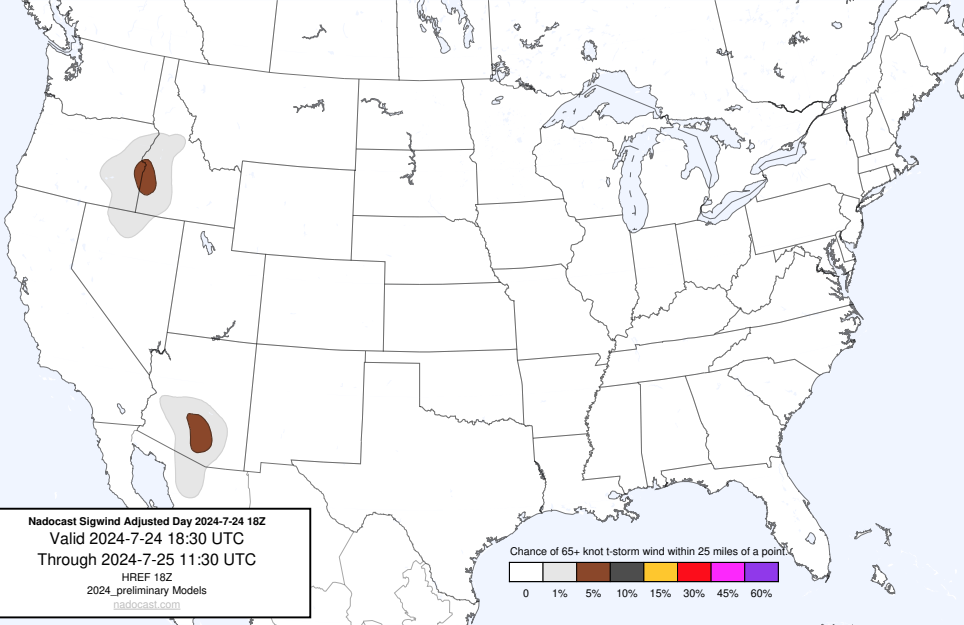 Nadocast Sigwind Adjusted Day 2024-7-24 18Z
Valid 2024-7-24 18:30 UTC
Through 2024-7-25 11:30 UTC
HREF 18Z
2024_preliminary Models
nadocast.com
Chance of 65+ knot t-storm wind within 25 miles of a point.
0 1% 5% 10% 15% 30% 45% 60%